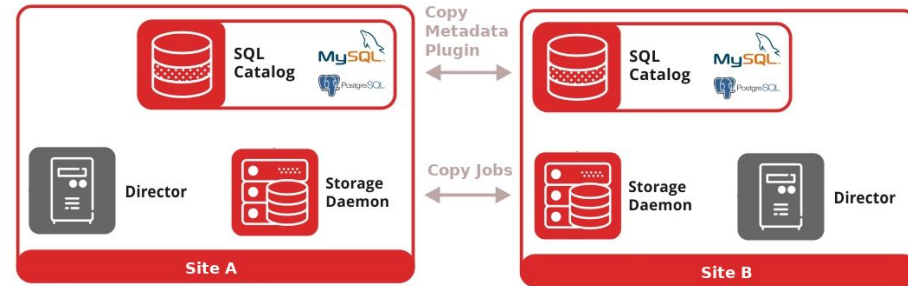 Copy
Metadata
Plugin
SQL
Catalog
MySQL
PostgreSQL
SQL
Catalog
MySQL
PostgreSQL
Director
Storage
Daemon
Copy Jobs
Storage
Daemon
Director
Site A
Site B